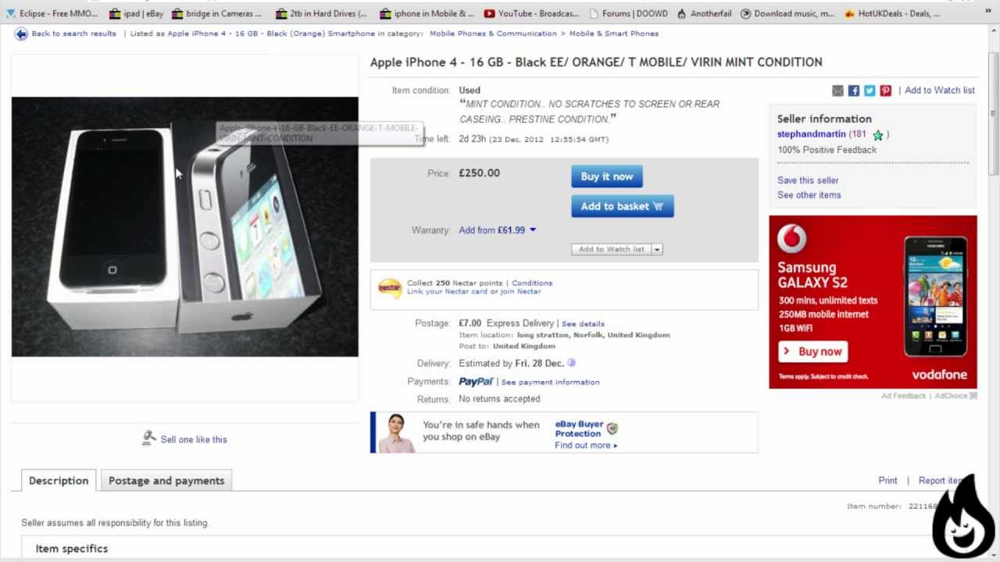 Eclipse - Free MMO...
ipad | eBay
bridge in Cameras ...
2tb in Hard Drives (...
iphone in Mobile & ...
YouTube - Broadcas...
Forums | DOOWD
Anotherfail
Download music, m...
HotUKDeals - Deals, ...
»
Back to search results | Listed as Apple iPhone 4 - 16 GB - Black (Orange) Smartphone in category: Mobile Phones & Communication > Mobile & Smart Phones
Apple iPhone 4 - 16 GB - Black EE/ ORANGE/ T MOBILE/ VIRIN MINT CONDITION
Item condition: Used
“MINT CONDITION.. NO SCRATCHES TO SCREEN OR REAR
CASEING.. PRESTINE CONDITION.”
Apple-iPhone-4-16-GB-Black-EE-ORANGE-T-MOBILE-
VIRIN-MINT-CONDITION
Time left: 2d 23h (23 Dec, 2012 12:55:54 GMT)
Price: £250.00
Buy it now
Add to basket
Warranty: Add from £61.99
Add to Watch list
nectar
Collect 250 Nectar points | Conditions
Link your Nectar card or join Nectar
Postage: £7.00 Express Delivery | See details
Item location: long stratton, Norfolk, United Kingdom
Post to: United Kingdom
Delivery: Estimated by Fri. 28 Dec.
Payments: PayPal | See payment information
Returns: No returns accepted
You're in safe hands when
you shop on eBay
eBay Buyer
Protection
Find out more
| Add to Watch list
Seller information
stephandmartin (181 )
100% Positive Feedback
Save this seller
See other items
Samsung
GALAXY S2
300 mins, unlimited texts
250MB mobile internet
1GB WiFi
Buy now
Terms apply. Subject to credit check.
vodafone
SAMSUNG
Ad Feedback | AdChoice
Sell one like this
Description
Postage and payments
Print | Report
Item number: 22116
Seller assumes all responsibility for this listing.
Item specifics